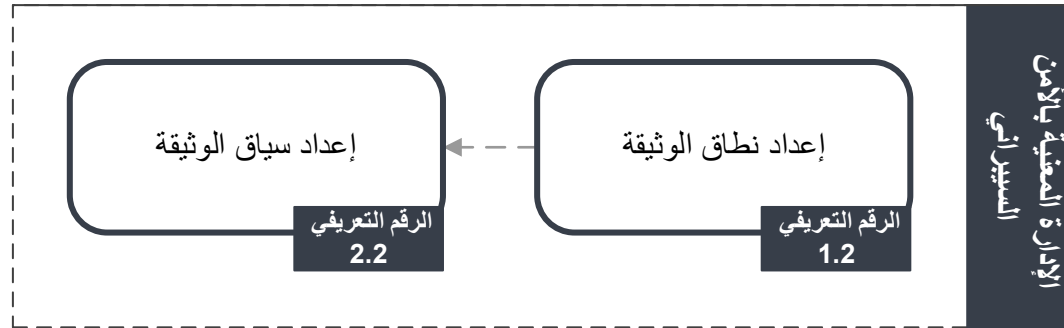 الإدارة المعنية بالأمن
السيبراني
إعداد نطاق الوثيقة
الرقم التعريفي
1.2
إعداد سياق الوثيقة
الرقم التعريفي
2.2